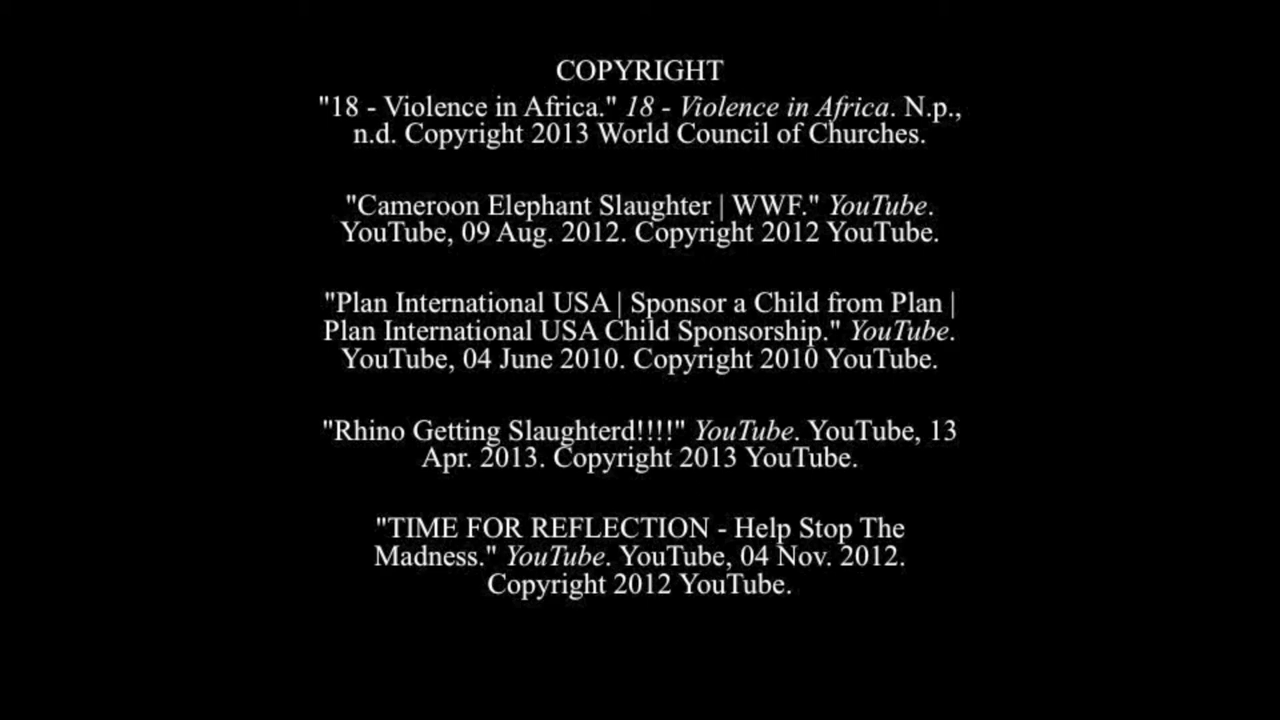 COPYRIGHT
"18 - Violence in Africa." 18 - Violence in Africa. N.p.,
n.d. Copyright 2013 World Council of Churches.
"Cameroon Elephant Slaughter | WWF." YouTube.
YouTube, 09 Aug. 2012. Copyright 2012 YouTube.
"Plan International USA | Sponsor a Child from Plan |
Plan International USA Child Sponsorship." YouTube.
YouTube, 04 June 2010. Copyright 2010 YouTube.
"Rhino Getting Slaughterd!!!!" YouTube. YouTube, 13
Apr. 2013. Copyright 2013 YouTube.
"TIME FOR REFLECTION - Help Stop The
Madness." YouTube. YouTube, 04 Nov. 2012.
Copyright 2012 YouTube.